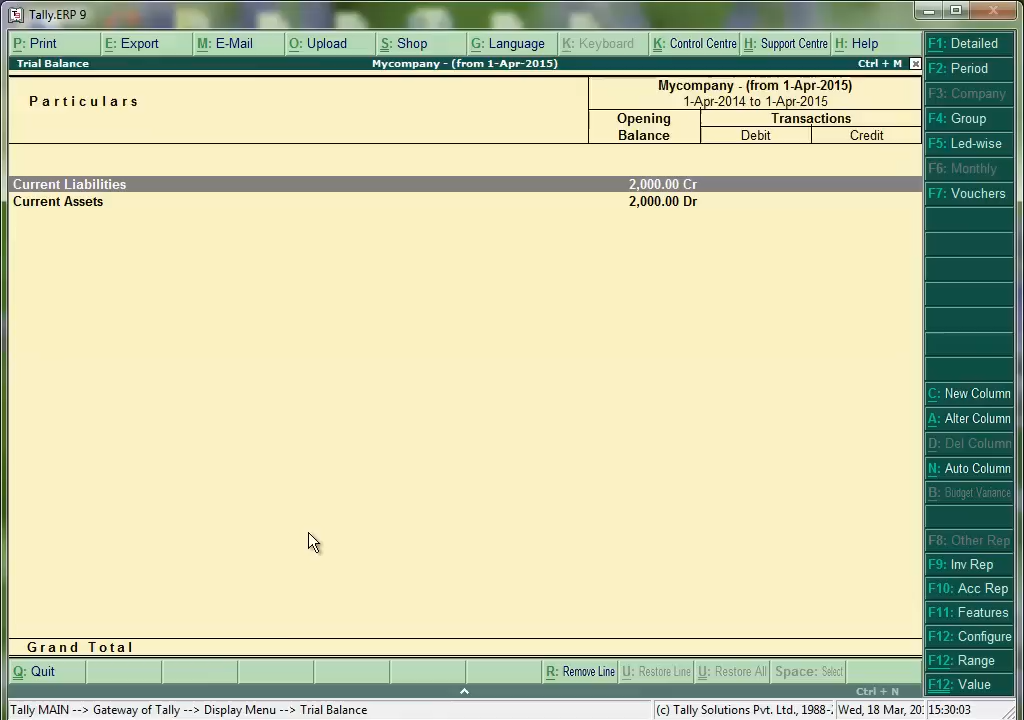 Tally.ERP 9
P: Print E: Export M: E-Mail O: Upload S: Shop G: Language K: Keyboard K: Control Centre H: Support Centre H: Help
Trial Balance Mycompany - (from 1-Apr-2015) Ctrl + M
Particulars
Mycompany - (from 1-Apr-2015)
1-Apr-2014 to 1-Apr-2015
Opening Balance
Transactions
Debit Credit
Current Liabilities 2,000.00 Cr
Current Assets 2,000.00 Dr
Grand Total
F1: Detailed
F2: Period
F3: Company
F4: Group
F5: Led-wise
F6: Monthly
F7: Vouchers
C: New Column
A: Alter Column
D: Del Column
N: Auto Column
B: Budget Variance
F8: Other Rep
F9: Inv Rep
F10: Acc Rep
F11: Features
F12: Configure
F12: Range
F12: Value
Q: Quit R: Remove Line U: Restore Line U: Restore All Space: Select
Ctrl + N
Tally MAIN --> Gateway of Tally --> Display Menu --> Trial Balance (c) Tally Solutions Pvt. Ltd., 1988-2 Wed, 18 Mar, 20 15:30:03